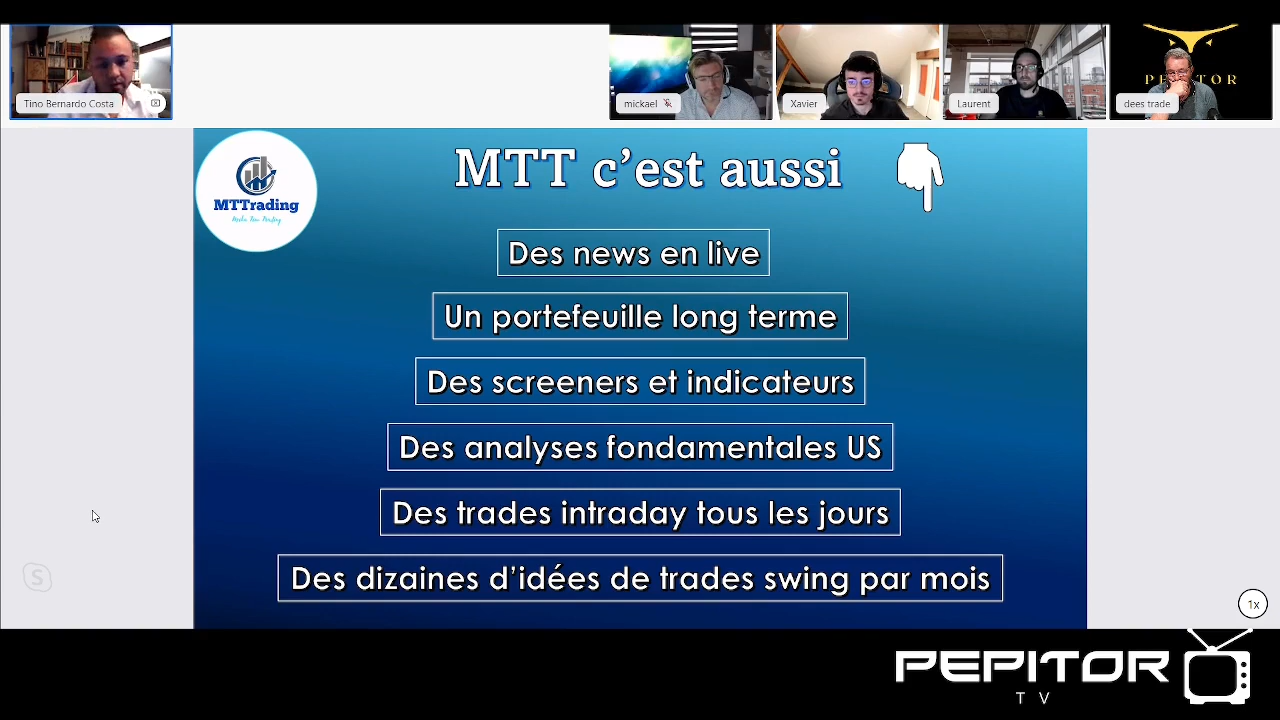 Tino Bernardo Costa
mickael
Xavier
Laurent
dees trade
MTTrading
MTT c’est aussi
Des news en live
Un portefeuille long terme
Des screeners et indicateurs
Des analyses fondamentales US
Des trades intraday tous les jours
Des dizaines d’idées de trades swing par mois
S
1x
PEPITOR
TV